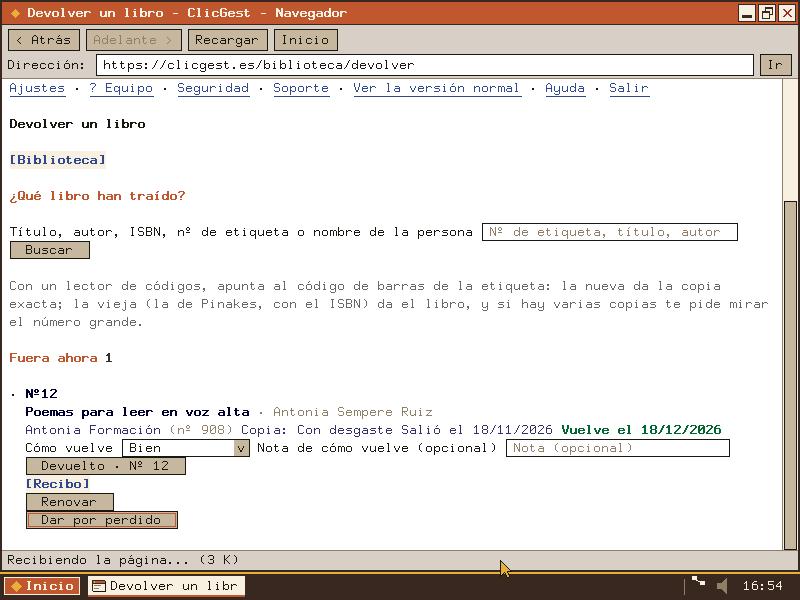 Devolver un libro - ClicGest - Navegador
< Atrás Adelante > Recargar Inicio
Dirección: https://clicgest.es/biblioteca/devolver Ir
Ajustes · ? Equipo · Seguridad · Soporte · Ver la versión normal · Ayuda · Salir
Devolver un libro
[Biblioteca]
¿Qué libro han traído?
Título, autor, ISBN, nº de etiqueta o nombre de la persona Nº de etiqueta, título, autor
Buscar
Con un lector de códigos, apunta al código de barras de la etiqueta: la nueva da la copia
exacta; la vieja (la de Pinakes, con el ISBN) da el libro, y si hay varias copias te pide mirar
el número grande.
Fuera ahora 1
· Nº12
Poemas para leer en voz alta · Antonia Sempere Ruiz
Antonia Formación (nº 908) Copia: Con desgaste Salió el 18/11/2026 Vuelve el 18/12/2026
Cómo vuelve Bien v Nota de cómo vuelve (opcional) Nota (opcional)
Devuelto · Nº 12
[Recibo]
Renovar
Dar por perdido
Recibiendo la página... (3 K)
Inicio Devolver un libr 16:54